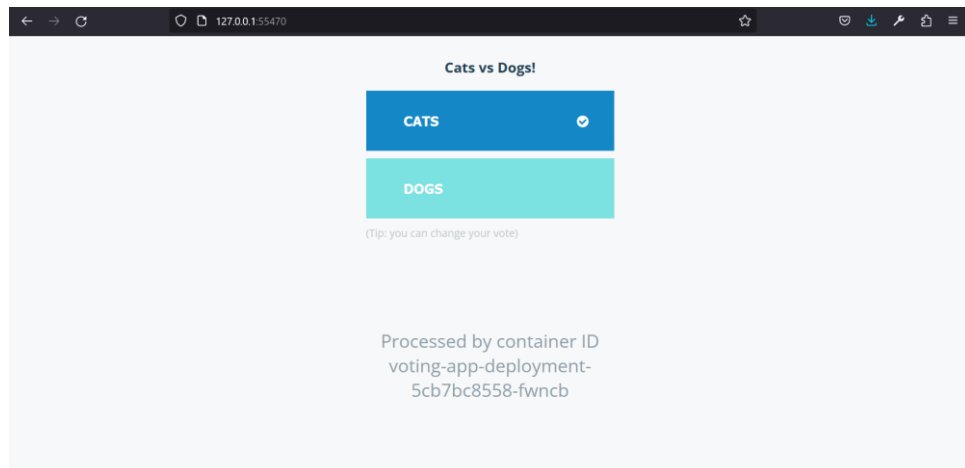 127.0.0.1:55470
Cats vs Dogs!
CATS
DOGS
(Tip: you can change your vote)
Processed by container ID
voting-app-deployment-
5cb7bc8558-fwncb